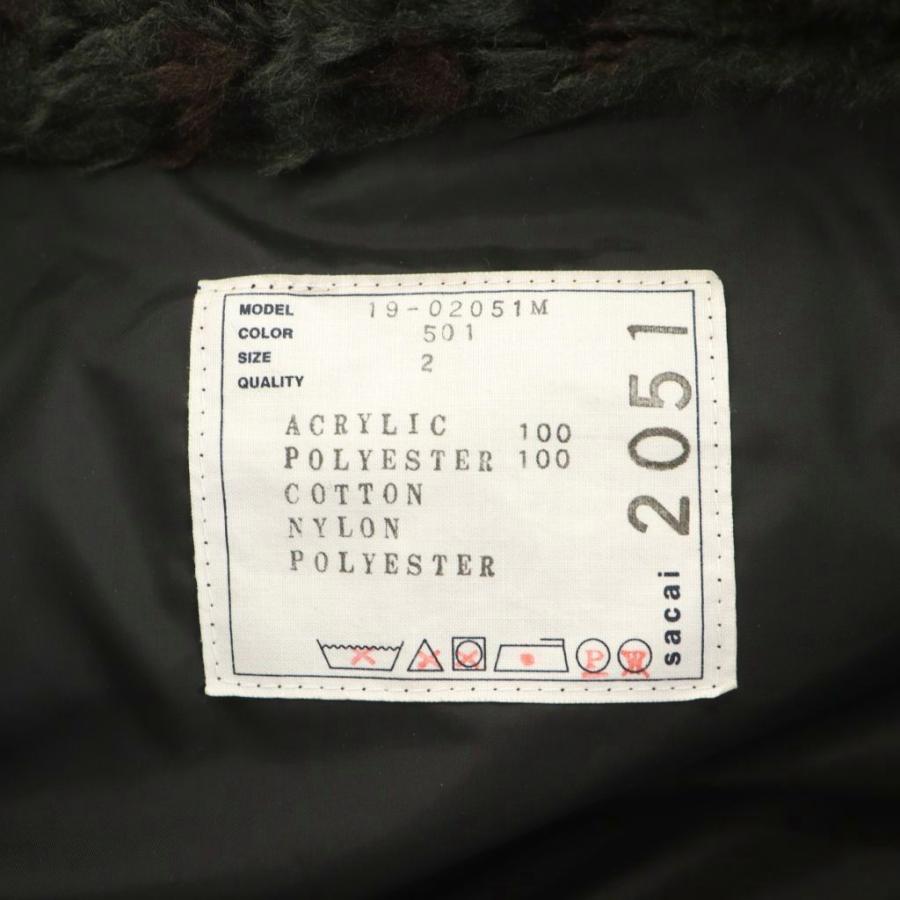 MODEL 19-02051M
COLOR 501
SIZE 2
QUALITY
ACRYLIC 100
POLYESTER 100
COTTON
NYLON
POLYESTER
P W
sacai 2051